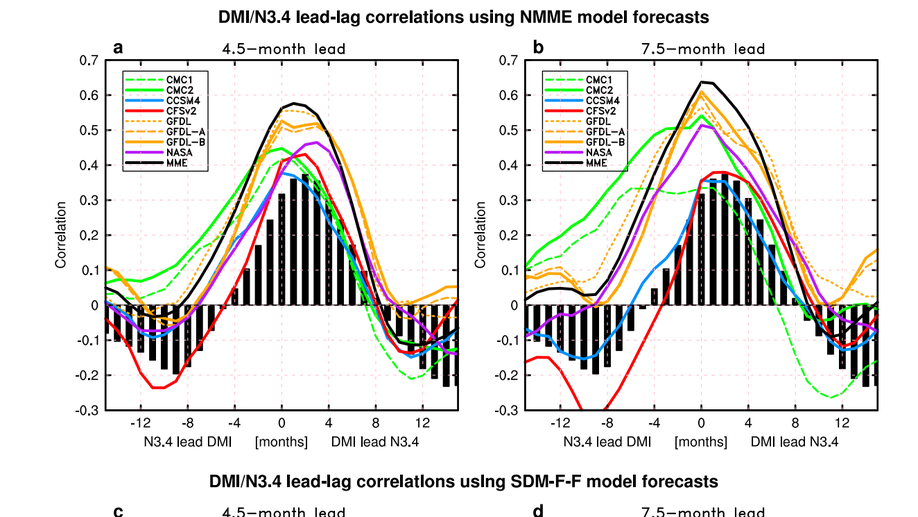 DMI/N3.4 lead-lag correlations using NMME model forecasts
a 4.5-month lead
b 7.5-month lead
0.7
0.6
0.5
0.4
0.3
0.2
0.1
0
-0.1
-0.2
-0.3
Correlation
CMC1
CMC2
CCSM4
CFSv2
GFDL
GFDL-A
GFDL-B
NASA
MME
-12 -8 -4 0 4 8 12
N3.4 lead DMI [months] DMI lead N3.4
0.7
0.6
0.5
0.4
0.3
0.2
0.1
0
-0.1
-0.2
-0.3
Correlation
CMC1
CMC2
CCSM4
CFSv2
GFDL
GFDL-A
GFDL-B
NASA
MME
-12 -8 -4 0 4 8 12
N3.4 lead DMI [months] DMI lead N3.4
DMI/N3.4 lead-lag correlations using SDM-F-F model forecasts
c 4.5-month lead
d 7.5-month lead